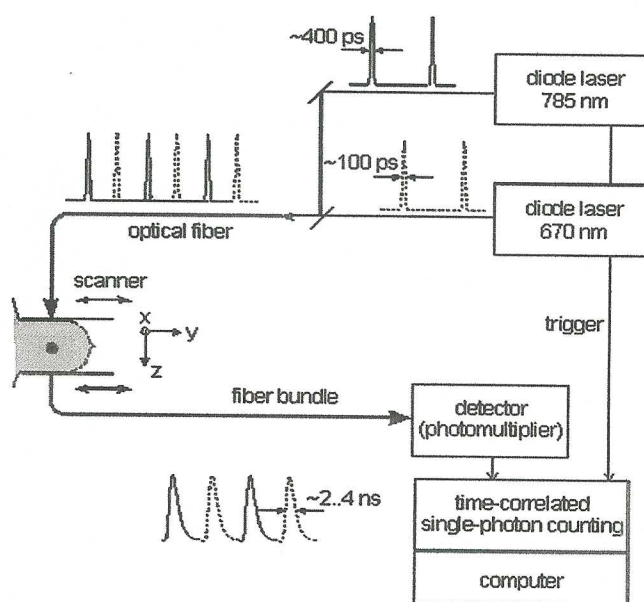 ~400 ps
diode laser
785 nm
~100 ps
diode laser
670 nm
optical fiber
scanner
x
y
z
trigger
fiber bundle
detector
(photomultiplier)
~2..4 ns
time-correlated
single-photon counting
computer